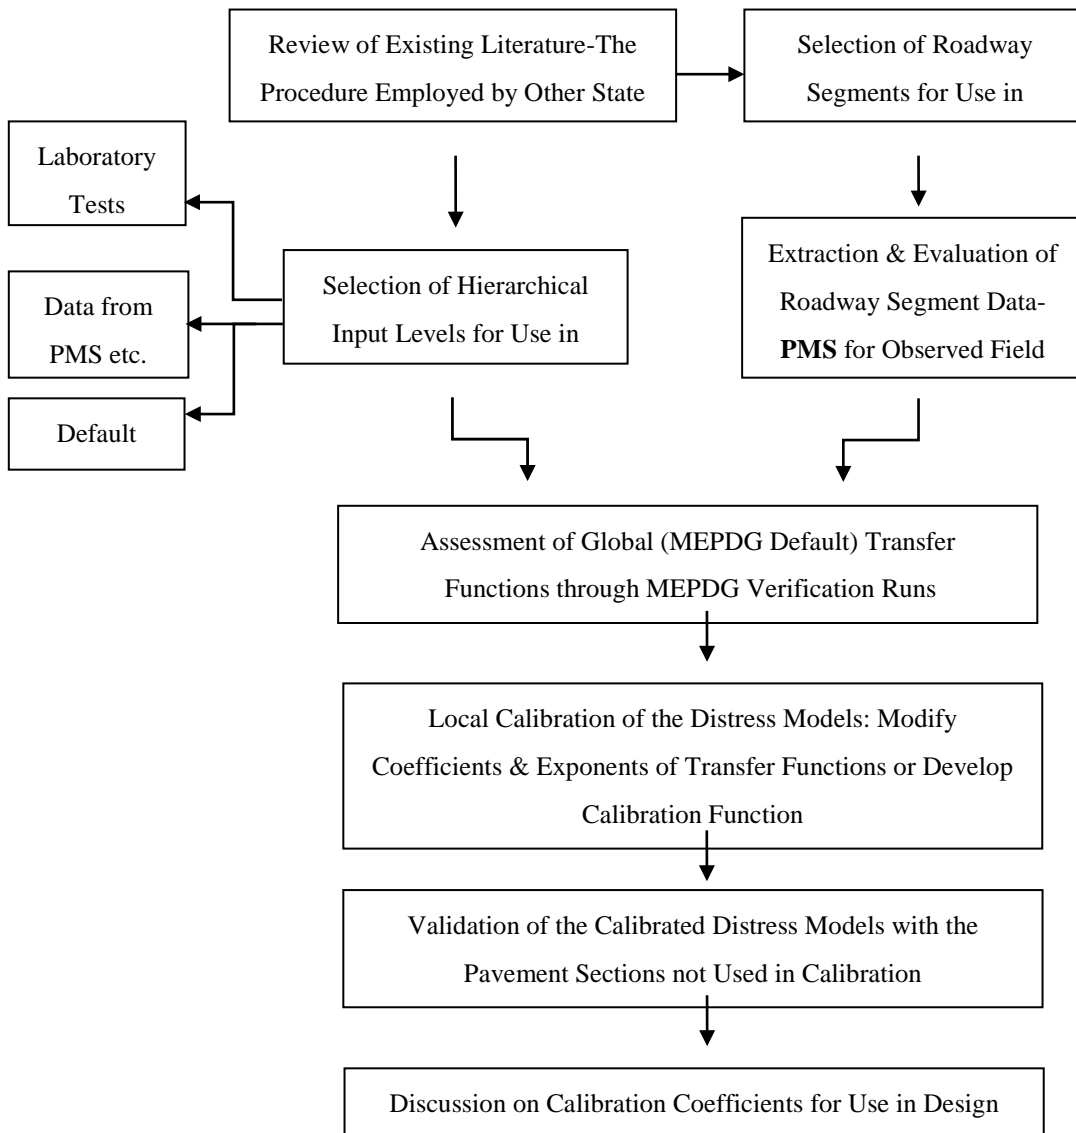 Review of Existing Literature-The
Procedure Employed by Other State
Selection of Roadway
Segments for Use in
Laboratory
Tests
Data from
PMS etc.
Default
Selection of Hierarchical
Input Levels for Use in
Extraction & Evaluation of
Roadway Segment Data-
PMS for Observed Field
Assessment of Global (MEPDG Default) Transfer
Functions through MEPDG Verification Runs
Local Calibration of the Distress Models: Modify
Coefficients & Exponents of Transfer Functions or Develop
Calibration Function
Validation of the Calibrated Distress Models with the
Pavement Sections not Used in Calibration
Discussion on Calibration Coefficients for Use in Design